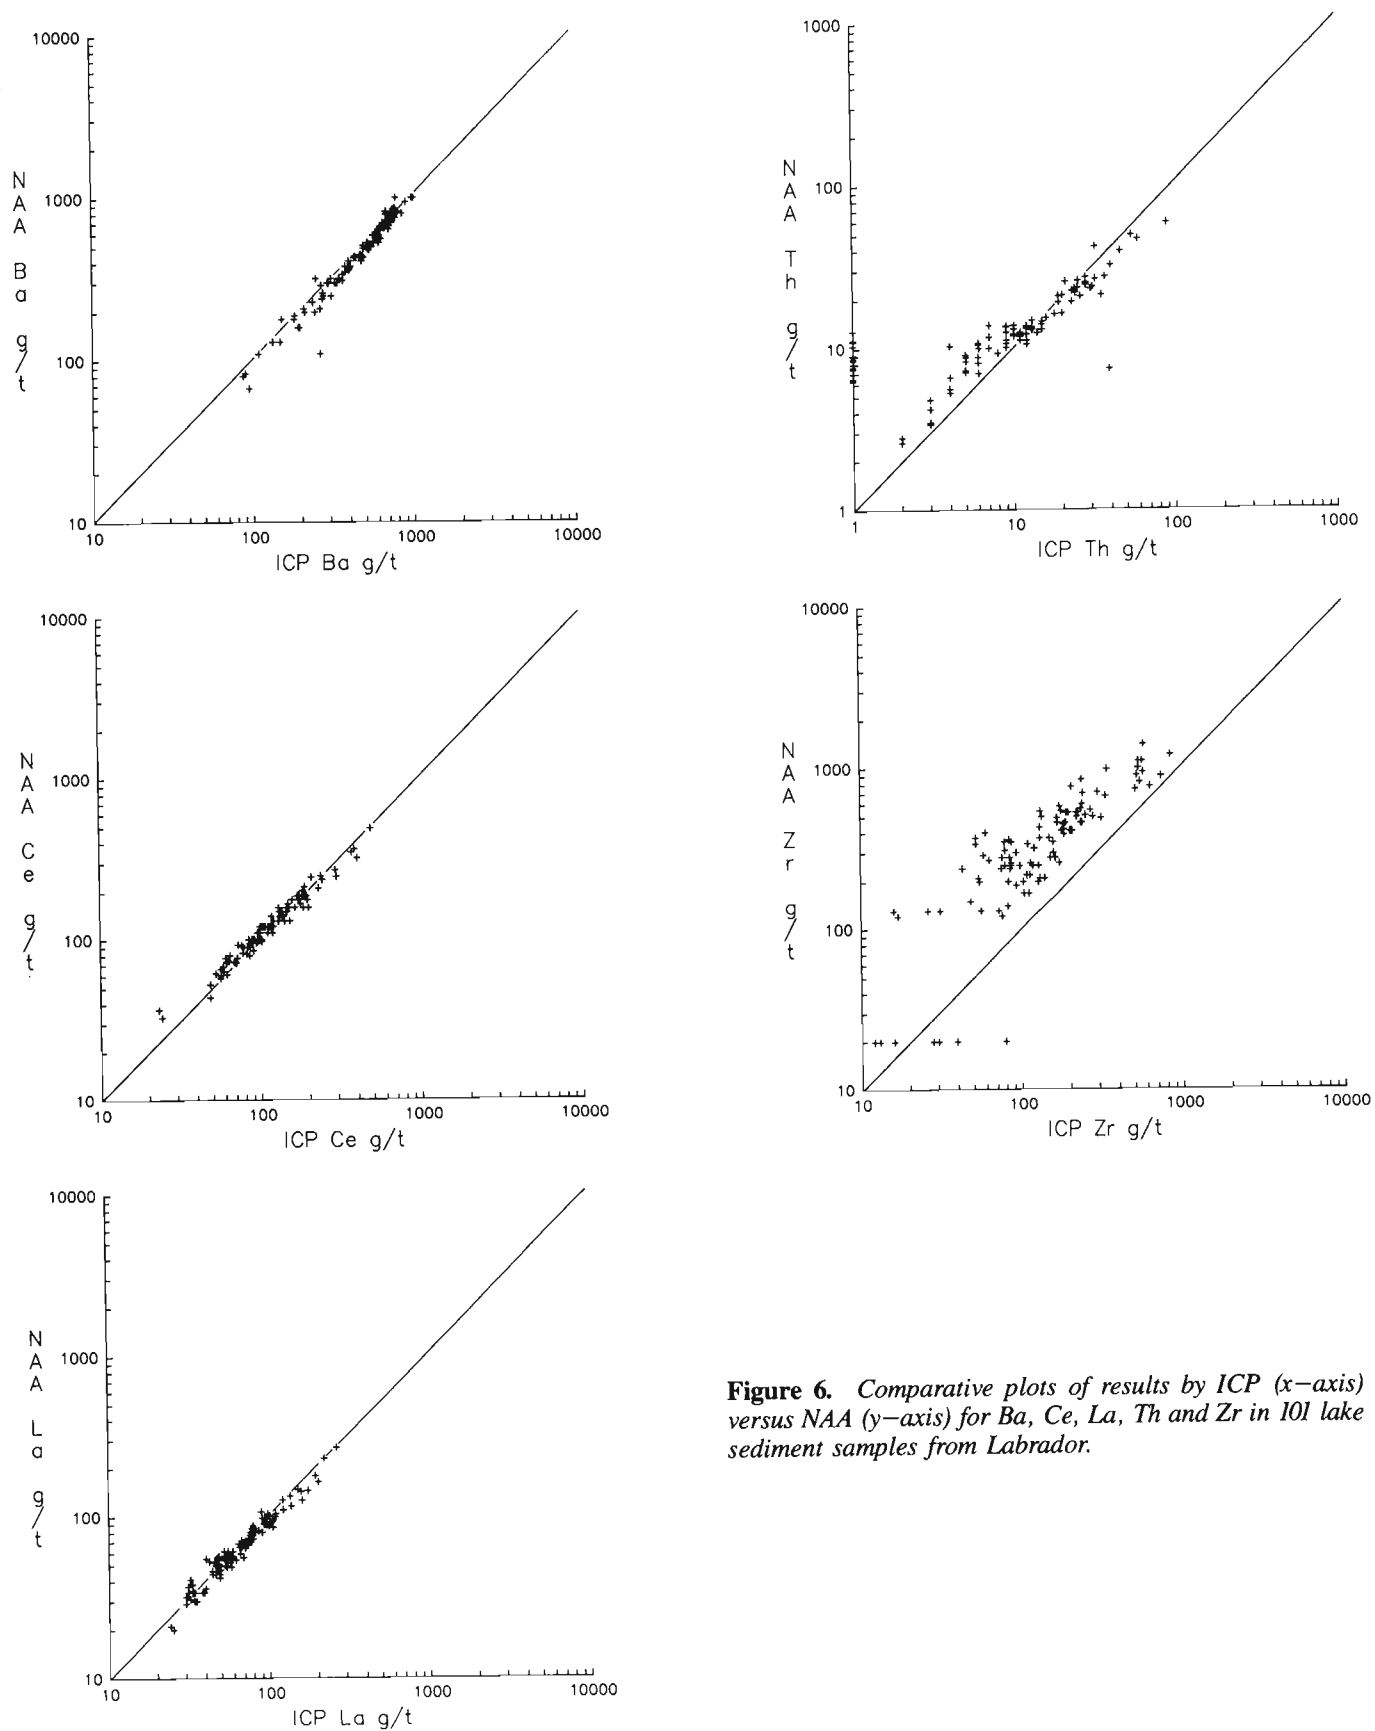 10000
1000
100
10
NAA Ba g/t
10 100 1000 10000
ICP Ba g/t
1000
100
10
1
NAA Th g/t
1 10 100 1000
ICP Th g/t
10000
1000
100
10
NAA Ce g/t
10 100 1000 10000
ICP Ce g/t
10000
1000
100
10
NAA Zr g/t
10 100 1000 10000
ICP Zr g/t
10000
1000
100
10
NAA La g/t
10 100 1000 10000
ICP La g/t
Figure 6. Comparative plots of results by ICP (x–axis)
versus NAA (y–axis) for Ba, Ce, La, Th and Zr in 101 lake
sediment samples from Labrador.